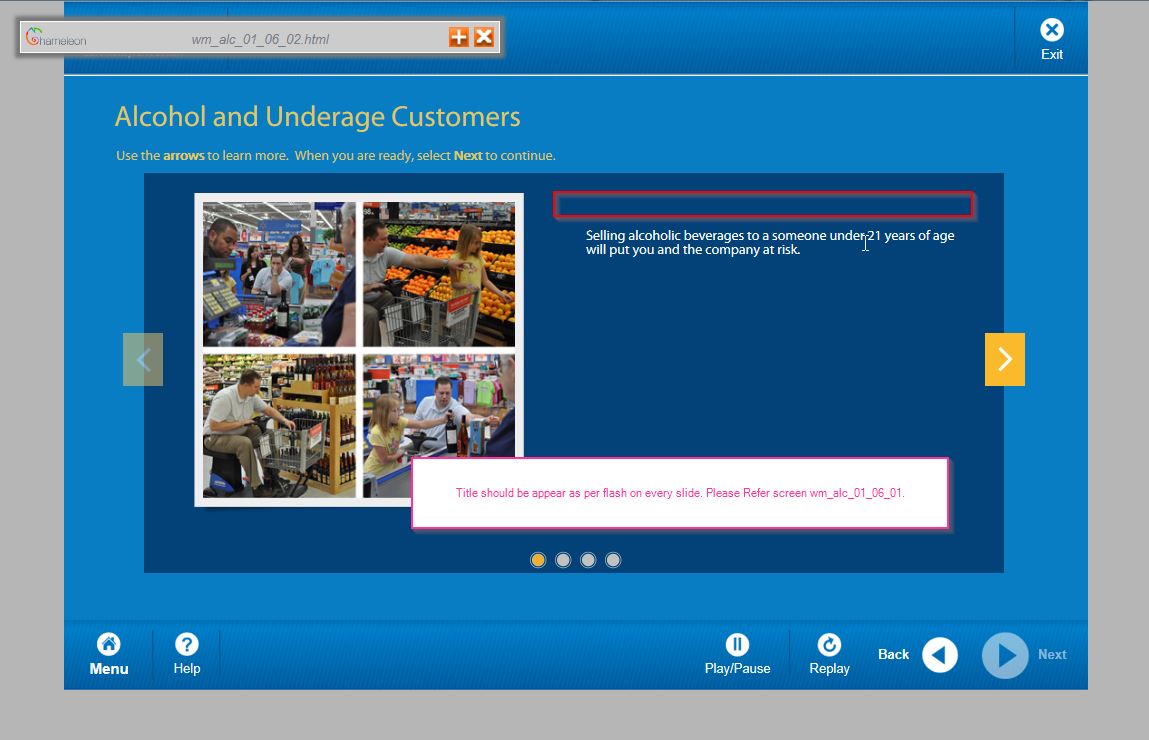 Chameleon
wm_alc_01_06_02.html
Exit
Alcohol and Underage Customers
Use the arrows to learn more. When you are ready, select Next to continue.
Selling alcoholic beverages to a someone under 21 years of age
will put you and the company at risk.
Title should be appear as per flash on every slide. Please Refer screen wm_alc_01_06_01.
Menu
Help
Play/Pause
Replay
Back
Next